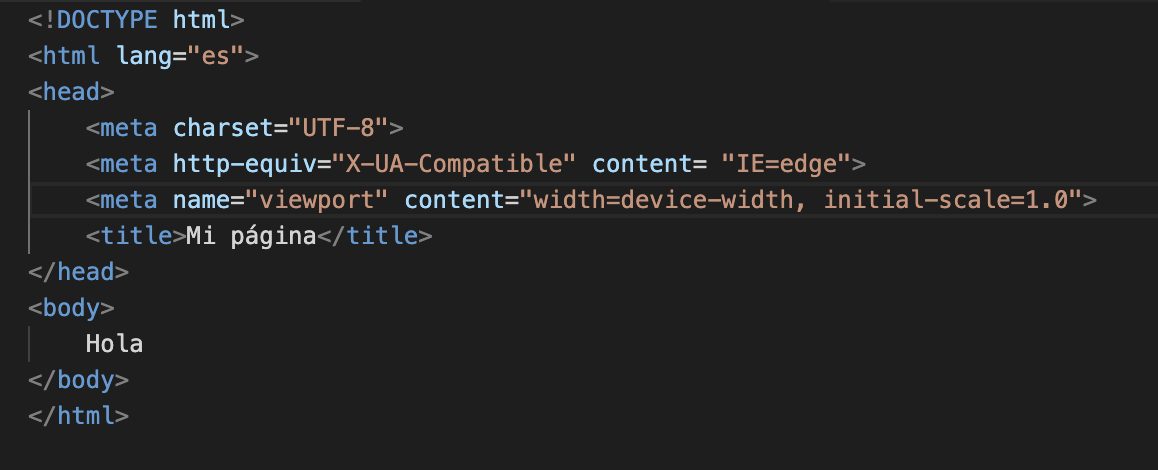 <!DOCTYPE html>
<html lang="es">
<head>
    <meta charset="UTF-8">
    <meta http-equiv="X-UA-Compatible" content= "IE=edge">
    <meta name="viewport" content="width=device-width, initial-scale=1.0">
    <title>Mi página</title>
</head>
<body>
    Hola
</body>
</html>